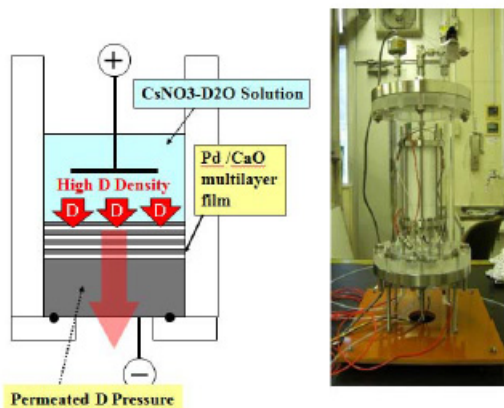 +
CsNO3-D2O Solution
Pd /CaO
multilayer
film
High D Density
D D D
−
Permeated D Pressure